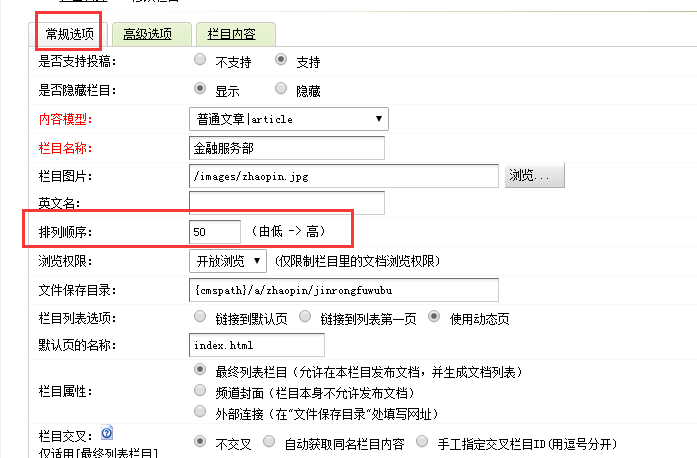 常规选项 高级选项 栏目内容
是否支持投稿： 不支持 支持
是否隐藏栏目： 显示 隐藏
内容模型： 普通文章|article
栏目名称： 金融服务部
栏目图片： /images/zhaopin.jpg 浏览...
英文名：
排列顺序： 50 （由低 -> 高）
浏览权限： 开放浏览 (仅限制栏目里的文档浏览权限)
文件保存目录： {cmspath}/a/zhaopin/jinrongfuwubu
栏目列表选项： 链接到默认页 链接到列表第一页 使用动态页
默认页的名称： index.html
栏目属性： 最终列表栏目（允许在本栏目发布文档，并生成文档列表）
频道封面（栏目本身不允许发布文档）
外部连接（在"文件保存目录"处填写网址）
栏目交叉： 不交叉 自动获取同名栏目内容 手工指定交叉栏目ID(用逗号分开)
仅适用[最终列表栏目]